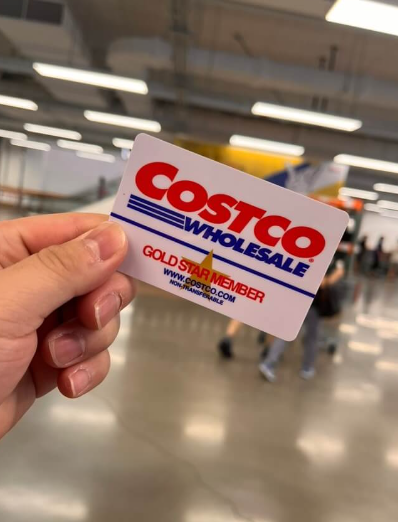 COSTCO
WHOLESALE
GOLD STAR MEMBER
WWW.COSTCO.COM
NON-TRANSFERABLE